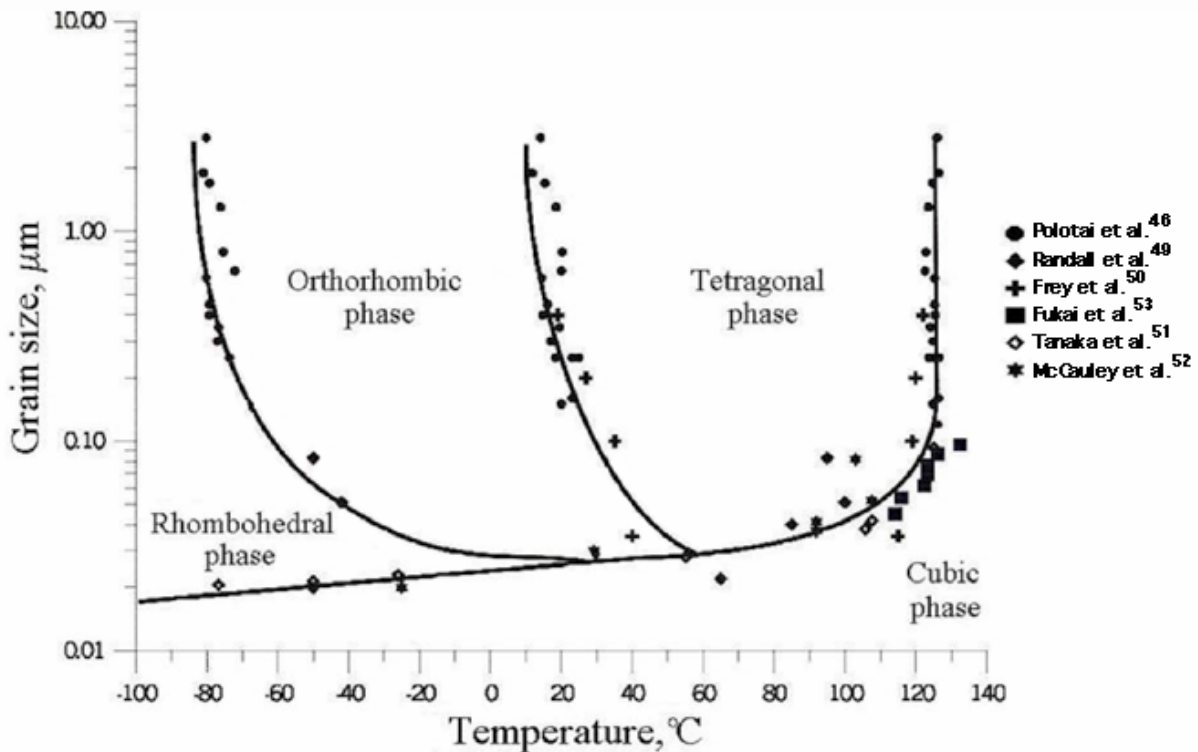 10.00
1.00
0.10
0.01
Grain size, μm
Orthorhombic
phase
Tetragonal
phase
Rhombohedral
phase
Cubic
phase
-100 -80 -60 -40 -20 0 20 40 60 80 100 120 140
Temperature, ℃
Polotai et al.46
Randall et al.49
Frey et al.50
Fukai et al.53
Tanaka et al.51
McCauley et al.52